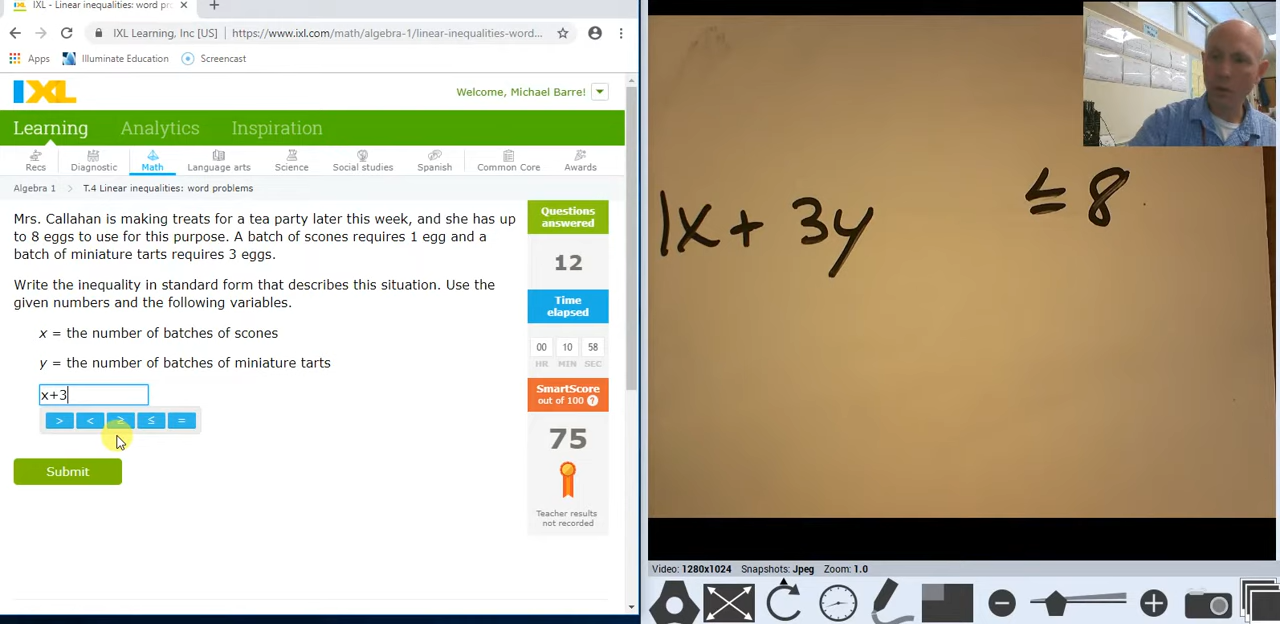 IXL - Linear inequalities: word pr
IXL Learning, Inc [US] | https://www.ixl.com/math/algebra-1/linear-inequalities-word...
Apps Illuminate Education Screencast
IXL
Welcome, Michael Barre!
Learning Analytics Inspiration
Recs Diagnostic Math Language arts Science Social studies Spanish Common Core Awards
Algebra 1 > T.4 Linear inequalities: word problems
Mrs. Callahan is making treats for a tea party later this week, and she has up
to 8 eggs to use for this purpose. A batch of scones requires 1 egg and a
batch of miniature tarts requires 3 eggs.
Write the inequality in standard form that describes this situation. Use the
given numbers and the following variables.
x = the number of batches of scones
y = the number of batches of miniature tarts
x+3
> < ≥ ≤ =
Submit
Questions
answered
12
Time
elapsed
00 10 58
HR MIN SEC
SmartScore
out of 100 ?
75
Teacher results
not recorded
1x + 3y ≤ 8
Video: 1280x1024 Snapshots: Jpeg Zoom: 1.0